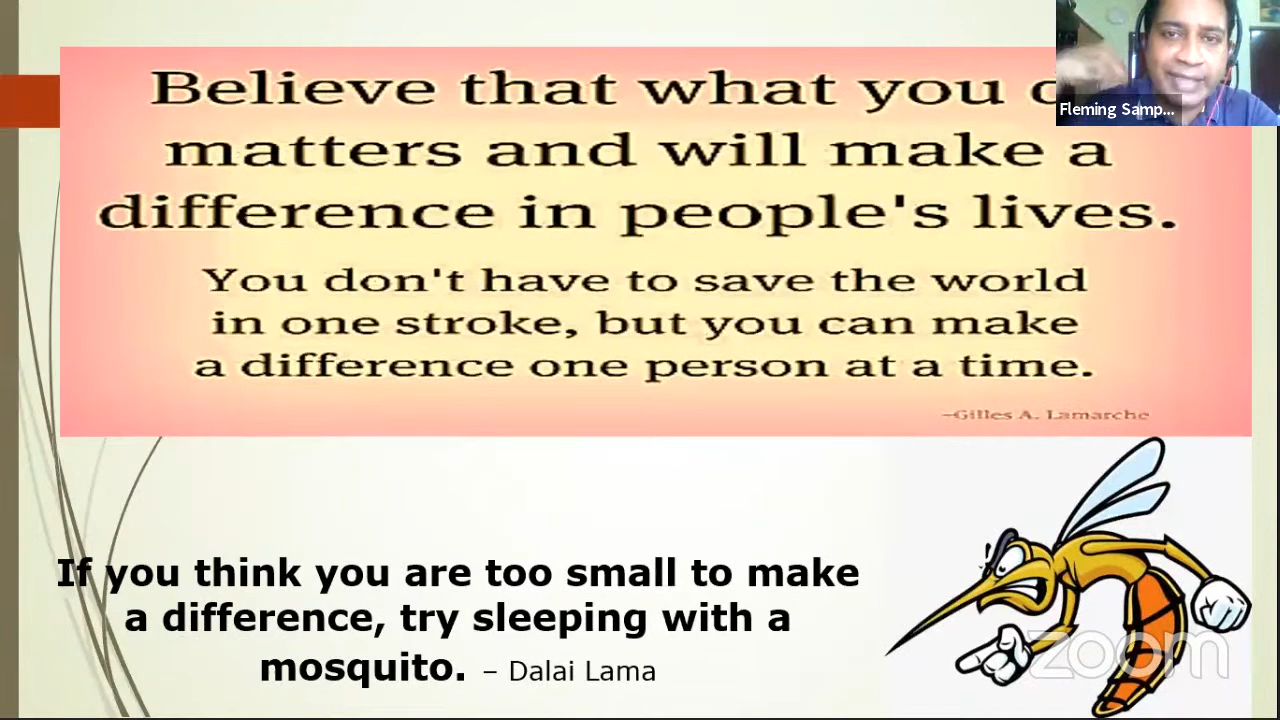 Believe that what you
matters and will make a
difference in people's lives.
You don't have to save the world
in one stroke, but you can make
a difference one person at a time.
-Gilles A. Lamarche
Fleming Samp...
If you think you are too small to make
a difference, try sleeping with a
mosquito. – Dalai Lama
zoom